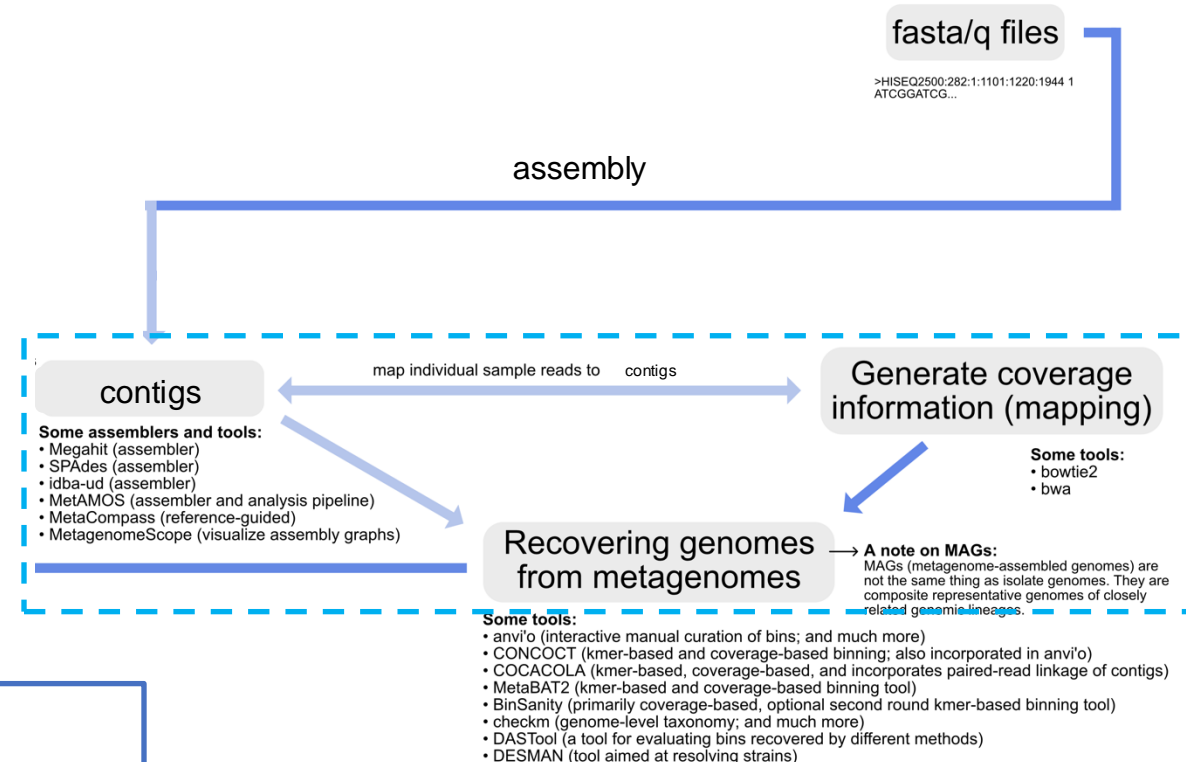 fasta/q files
>HISEQ2500:282:1:1101:1220:1944 1
ATCGGATCG...
assembly
contigs
map individual sample reads to contigs
Generate coverage
information (mapping)
Some assemblers and tools:
• Megahit (assembler)
• SPAdes (assembler)
• idba-ud (assembler)
• MetAMOS (assembler and analysis pipeline)
• MetaCompass (reference-guided)
• MetagenomeScope (visualize assembly graphs)
Some tools:
• bowtie2
• bwa
Recovering genomes
from metagenomes
A note on MAGs:
MAGs (metagenome-assembled genomes) are
not the same thing as isolate genomes. They are
composite representative genomes of closely
related genomic lineages.
Some tools:
• anvi'o (interactive manual curation of bins; and much more)
• CONCOCT (kmer-based and coverage-based binning; also incorporated in anvi'o)
• COCACOLA (kmer-based, coverage-based, and incorporates paired-read linkage of contigs)
• MetaBAT2 (kmer-based and coverage-based binning tool)
• BinSanity (primarily coverage-based, optional second round kmer-based binning tool)
• checkm (genome-level taxonomy; and much more)
• DASTool (a tool for evaluating bins recovered by different methods)
• DESMAN (tool aimed at resolving strains)